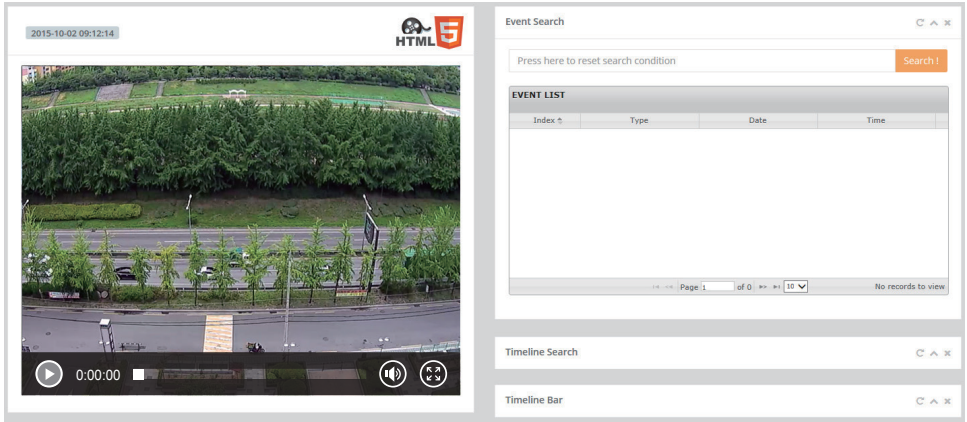 2015-10-02 09:12:14
HTML 5
0:00:00
Event Search
Press here to reset search condition
Search !
EVENT LIST
Index Type Date Time
Page 1 of 0 10 No records to view
Timeline Search
Timeline Bar